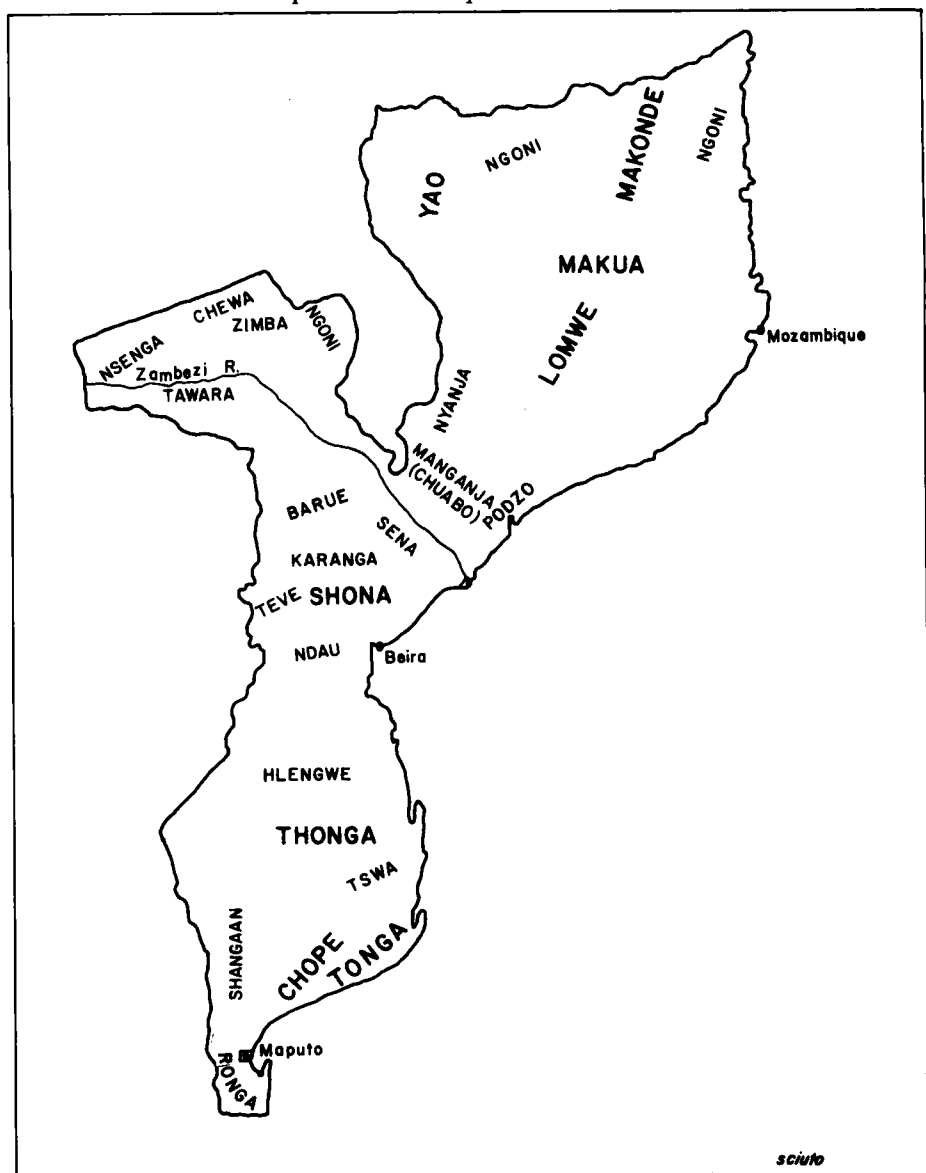 NGONI
MAKONDE
NGONI
YAO
MAKUA
CHEWA
ZIMBA
NGONI
NSENGA
Mozambique
LOMWE
Zambezi R.
TAWARA
NYANJA
MANGANJA
(CHUABO)
PODZO
BARUE
SENA
KARANGA
TEVE
SHONA
NDAU
Beira
HLENGWE
THONGA
TSWA
SHANGAAN
CHOPE
TONGA
Maputo
RONGA
sciuto